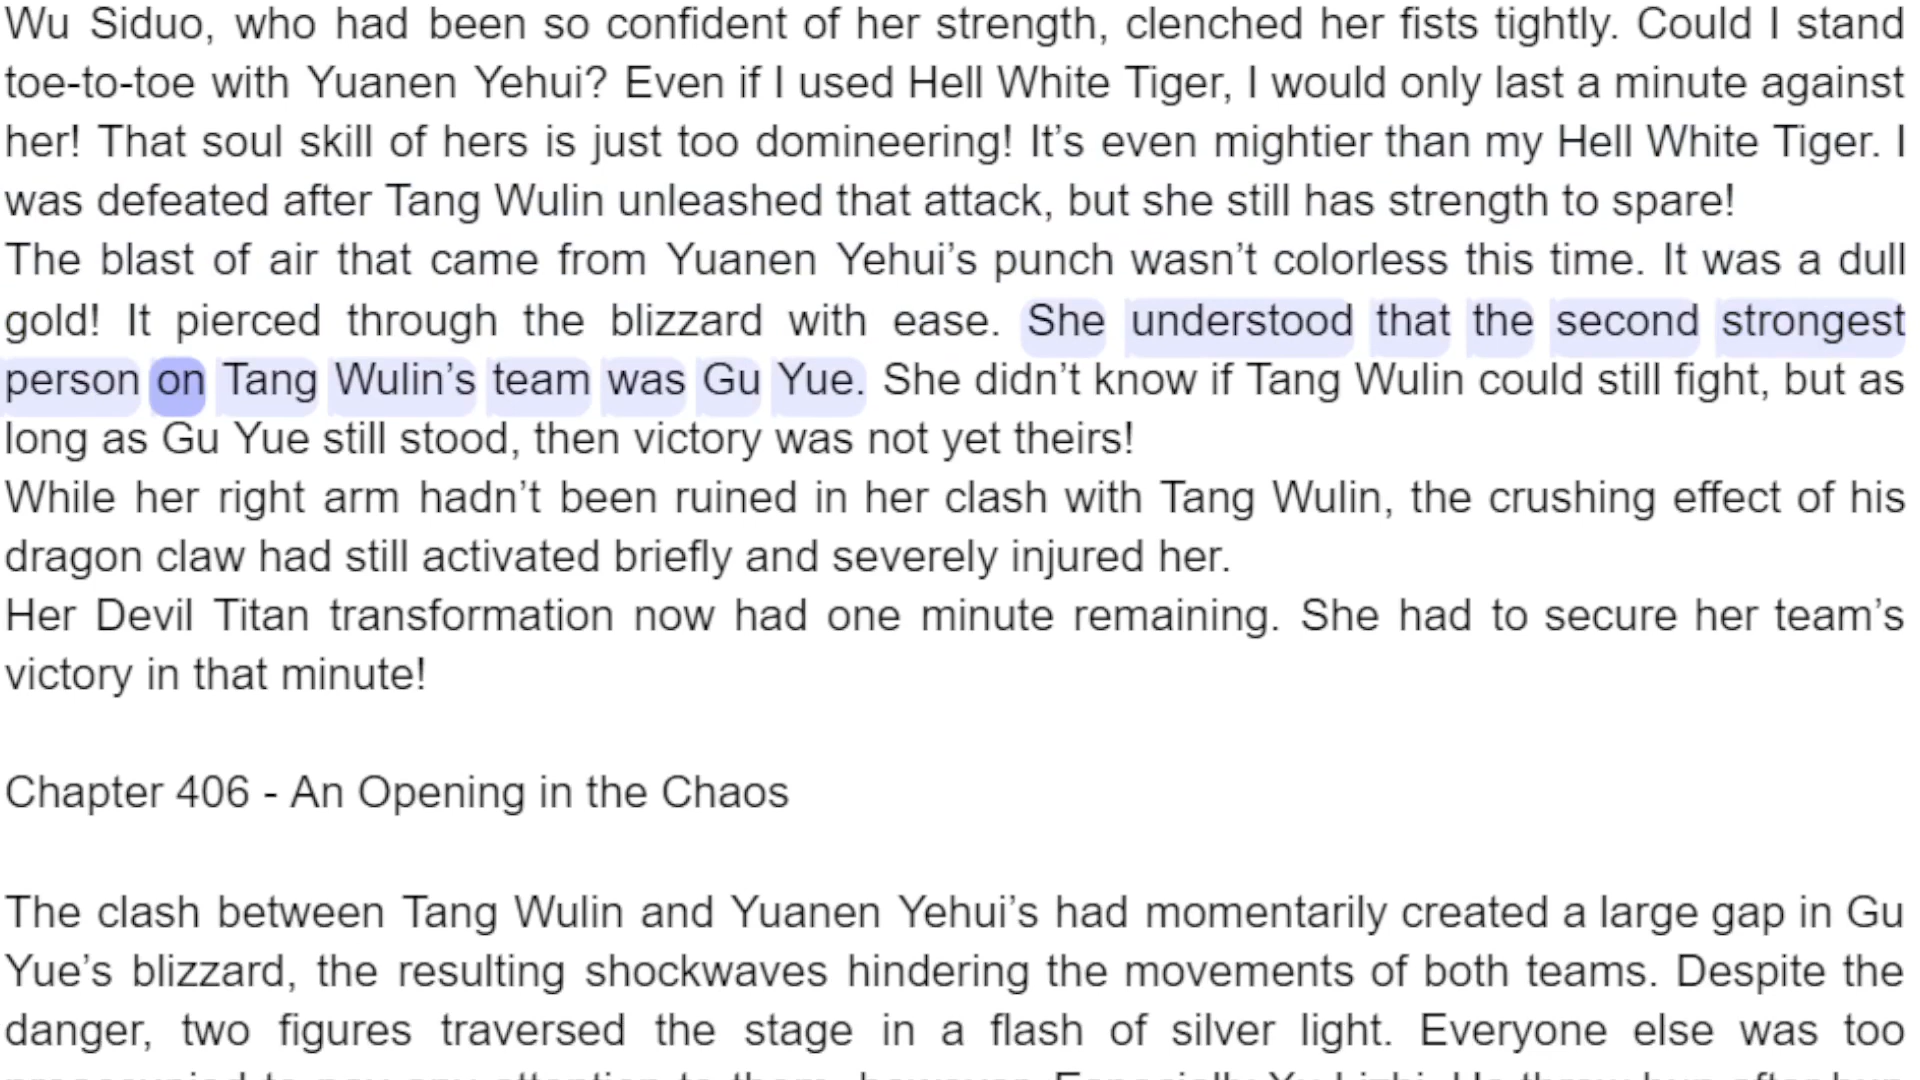 Wu Siduo, who had been so confident of her strength, clenched her fists tightly. Could I stand
toe-to-toe with Yuanen Yehui? Even if I used Hell White Tiger, I would only last a minute against
her! That soul skill of hers is just too domineering! It’s even mightier than my Hell White Tiger. I
was defeated after Tang Wulin unleashed that attack, but she still has strength to spare!
The blast of air that came from Yuanen Yehui’s punch wasn’t colorless this time. It was a dull
gold! It pierced through the blizzard with ease. She understood that the second strongest
person on Tang Wulin’s team was Gu Yue. She didn’t know if Tang Wulin could still fight, but as
long as Gu Yue still stood, then victory was not yet theirs!
While her right arm hadn’t been ruined in her clash with Tang Wulin, the crushing effect of his
dragon claw had still activated briefly and severely injured her.
Her Devil Titan transformation now had one minute remaining. She had to secure her team’s
victory in that minute!
Chapter 406 - An Opening in the Chaos
The clash between Tang Wulin and Yuanen Yehui’s had momentarily created a large gap in Gu
Yue’s blizzard, the resulting shockwaves hindering the movements of both teams. Despite the
danger, two figures traversed the stage in a flash of silver light. Everyone else was too